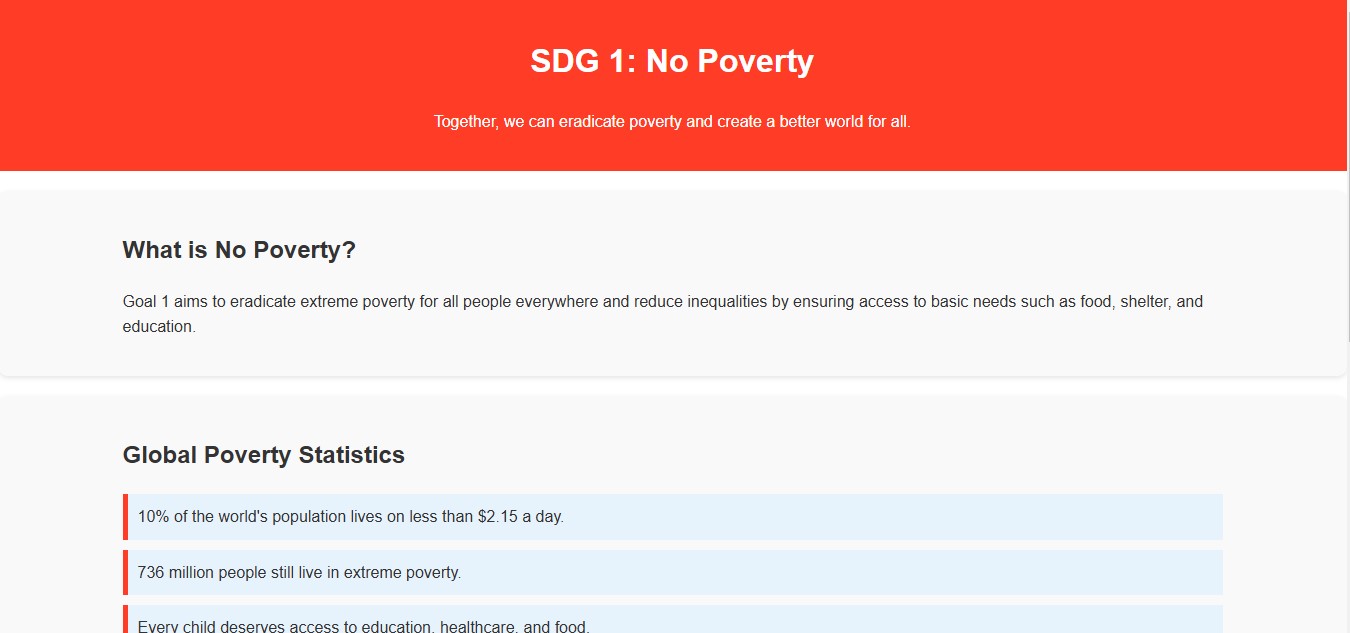 SDG 1: No Poverty
Together, we can eradicate poverty and create a better world for all.
What is No Poverty?
Goal 1 aims to eradicate extreme poverty for all people everywhere and reduce inequalities by ensuring access to basic needs such as food, shelter, and
education.
Global Poverty Statistics
10% of the world's population lives on less than $2.15 a day.
736 million people still live in extreme poverty.
Every child deserves access to education, healthcare, and food.